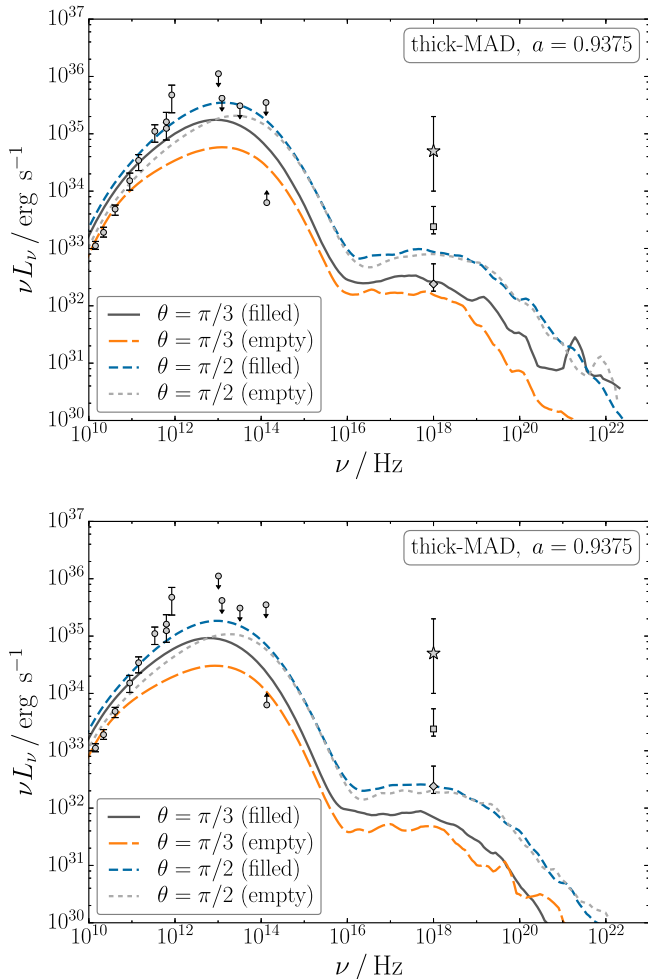 10^37
10^36
10^35
10^34
10^33
10^32
10^31
10^30
νL_ν / erg s^−1
thick-MAD, a = 0.9375
θ = π/3 (filled)
θ = π/3 (empty)
θ = π/2 (filled)
θ = π/2 (empty)
10^10 10^12 10^14 10^16 10^18 10^20 10^22
ν / Hz
10^37
10^36
10^35
10^34
10^33
10^32
10^31
10^30
νL_ν / erg s^−1
thick-MAD, a = 0.9375
θ = π/3 (filled)
θ = π/3 (empty)
θ = π/2 (filled)
θ = π/2 (empty)
10^10 10^12 10^14 10^16 10^18 10^20 10^22
ν / Hz